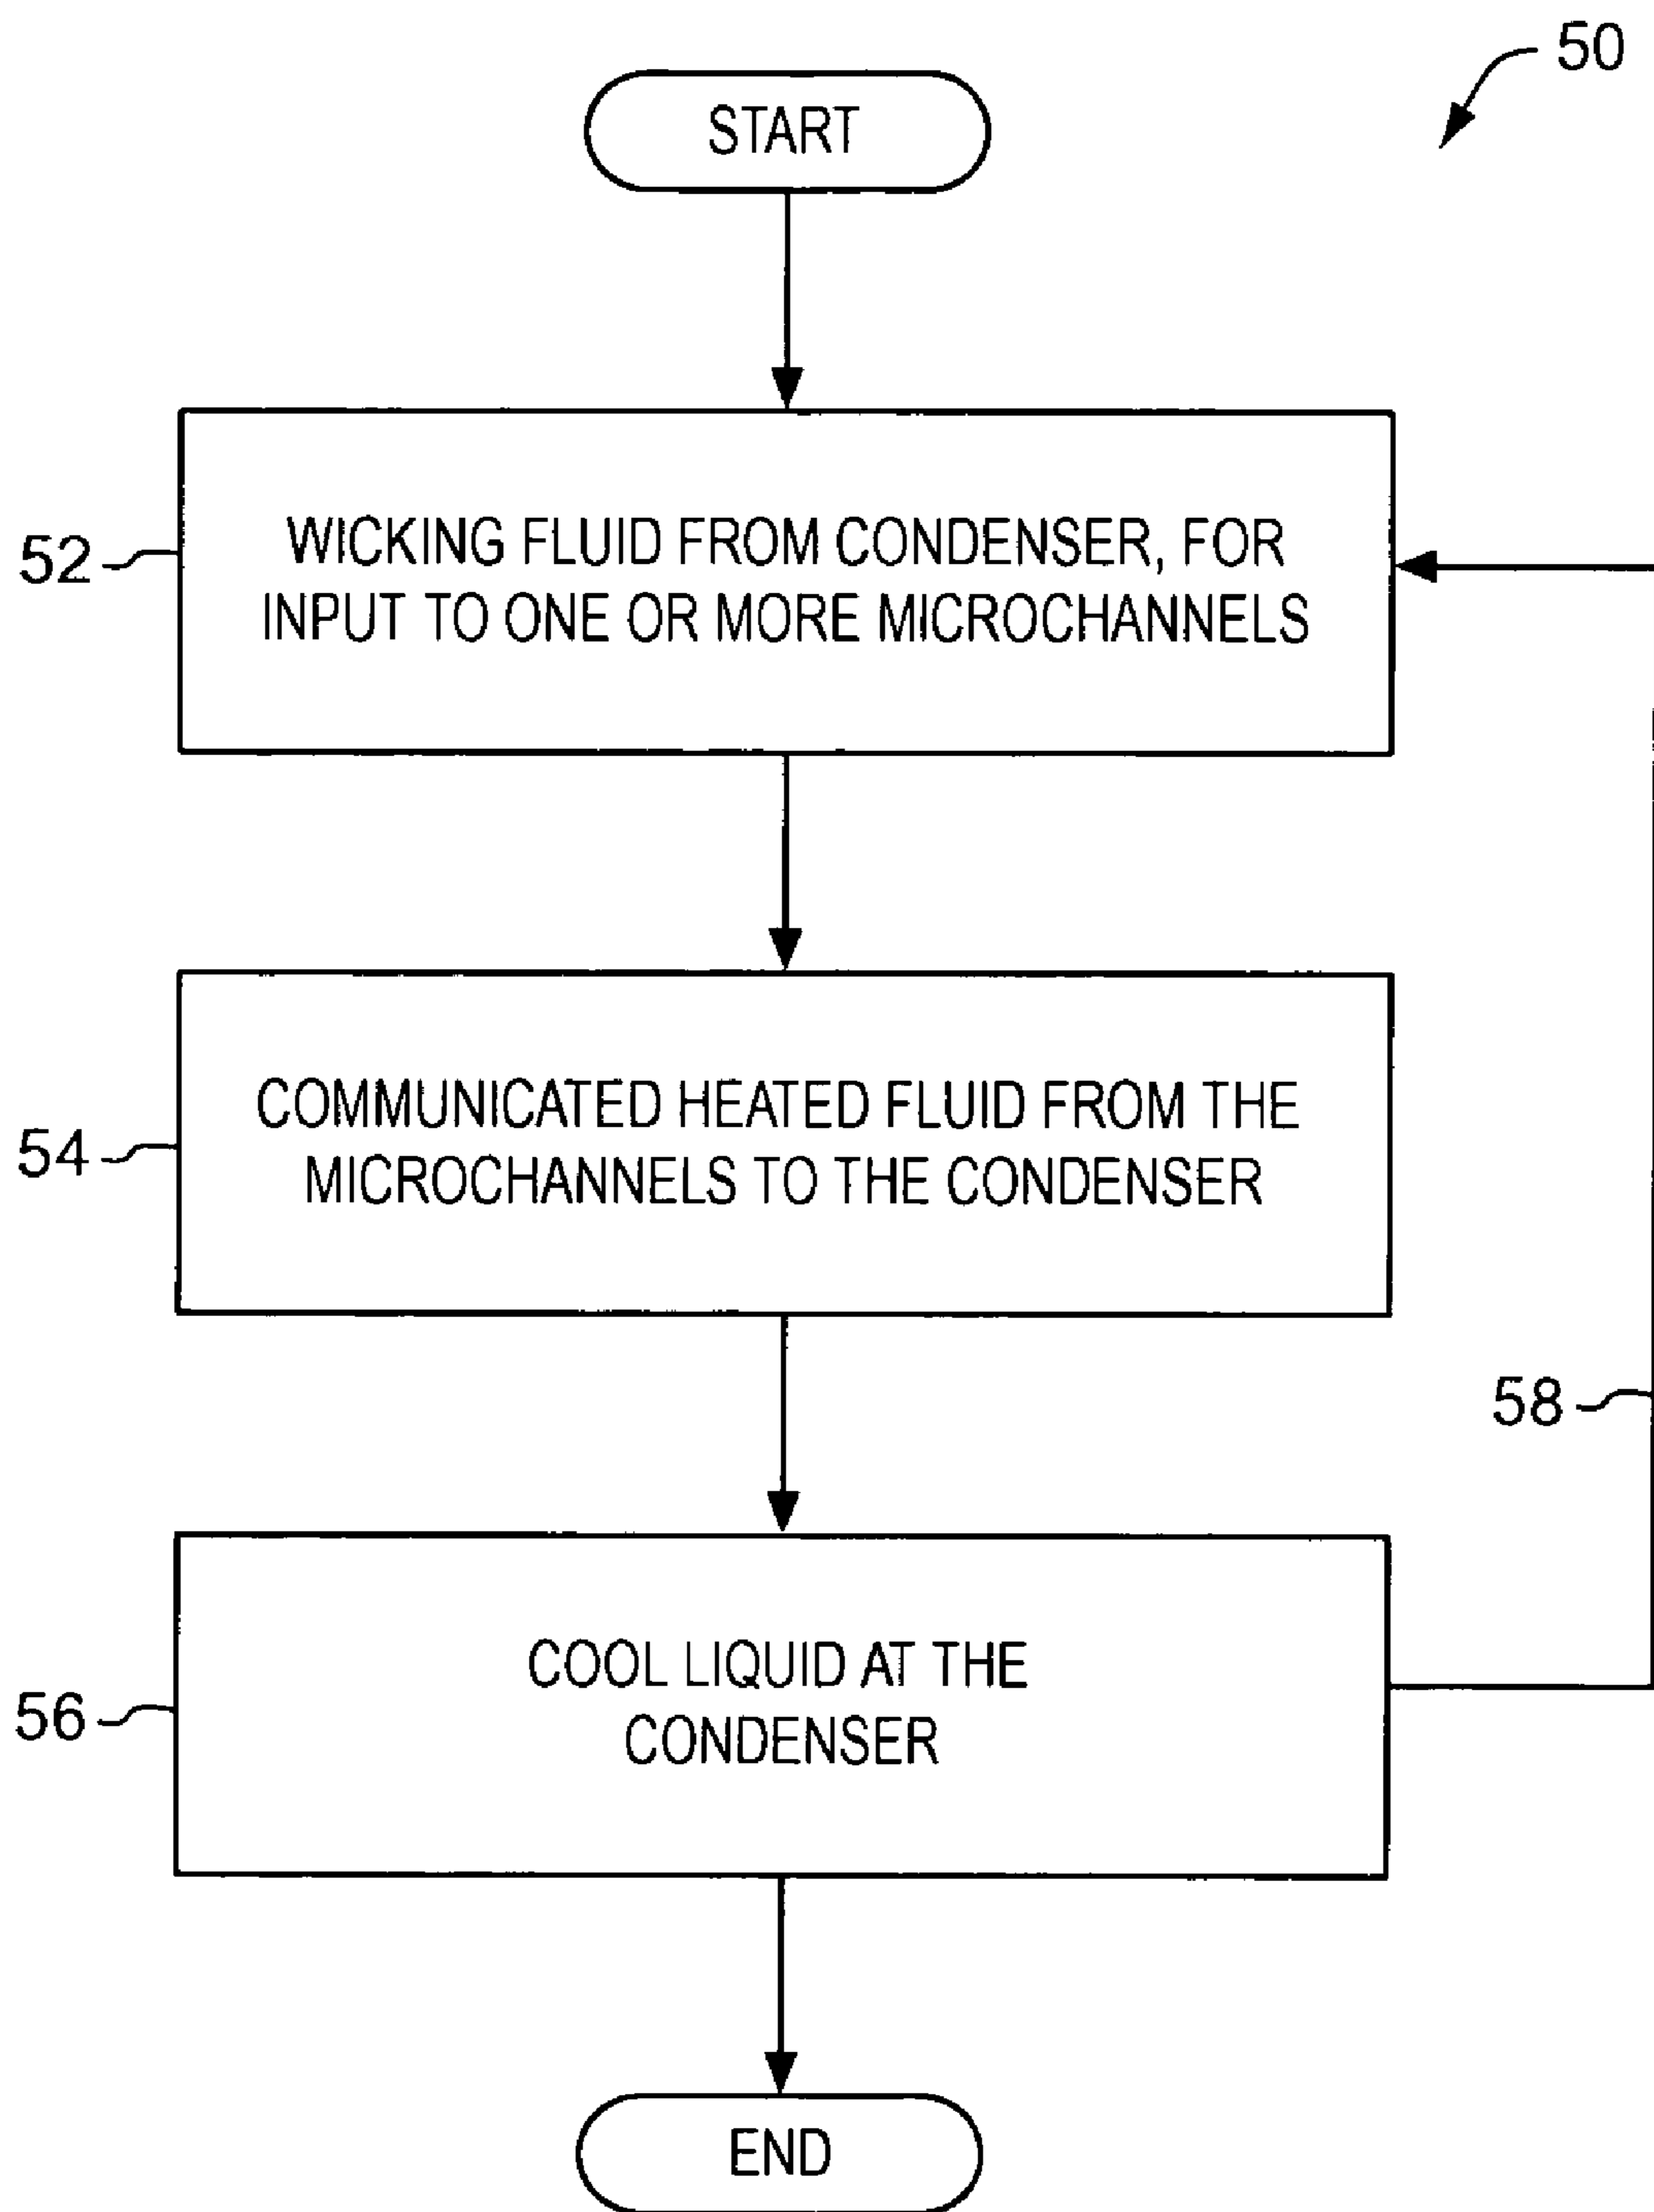 50
START
52
WICKING FLUID FROM CONDENSER, FOR
INPUT TO ONE OR MORE MICROCHANNELS
54
COMMUNICATED HEATED FLUID FROM THE
MICROCHANNELS TO THE CONDENSER
58
56
COOL LIQUID AT THE
CONDENSER
END